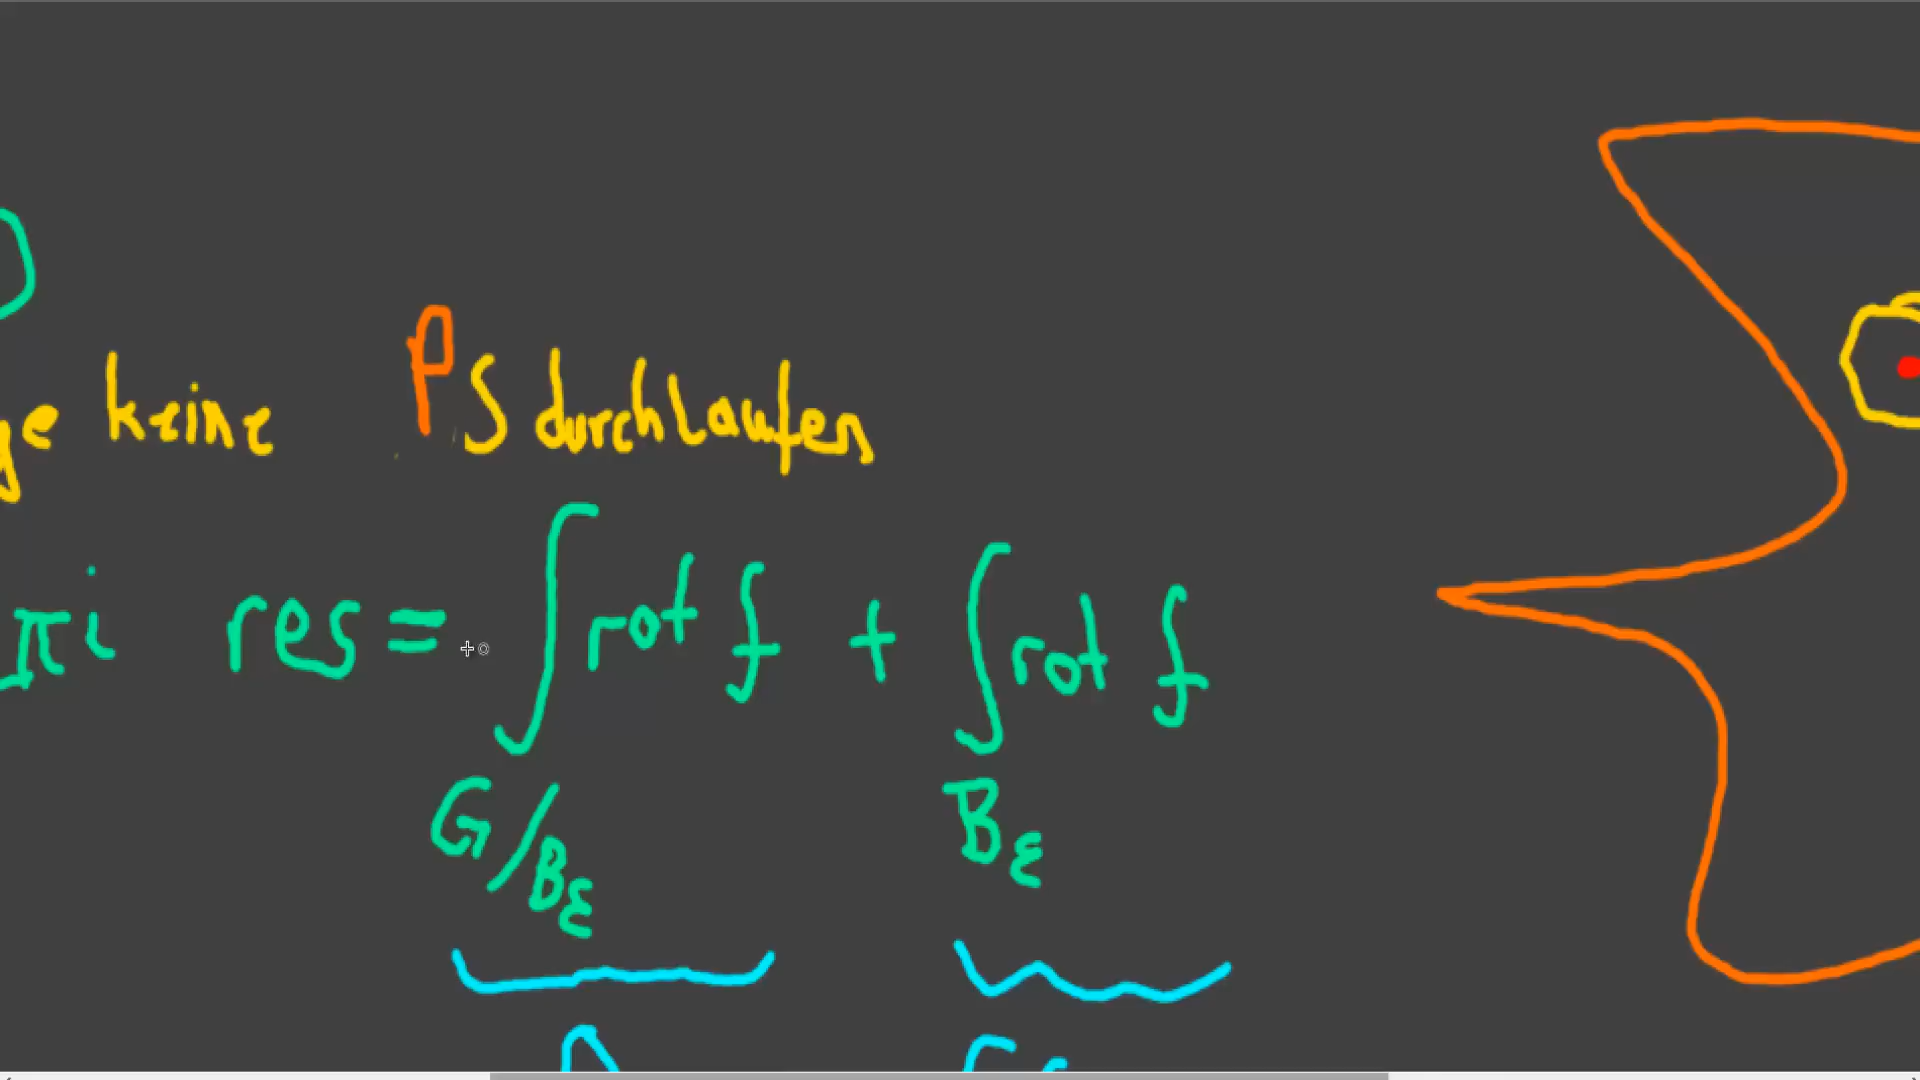 ge keine PS durchlaufen
πi res = ∫ rot f + ∫ rot f
G/Bε Bε